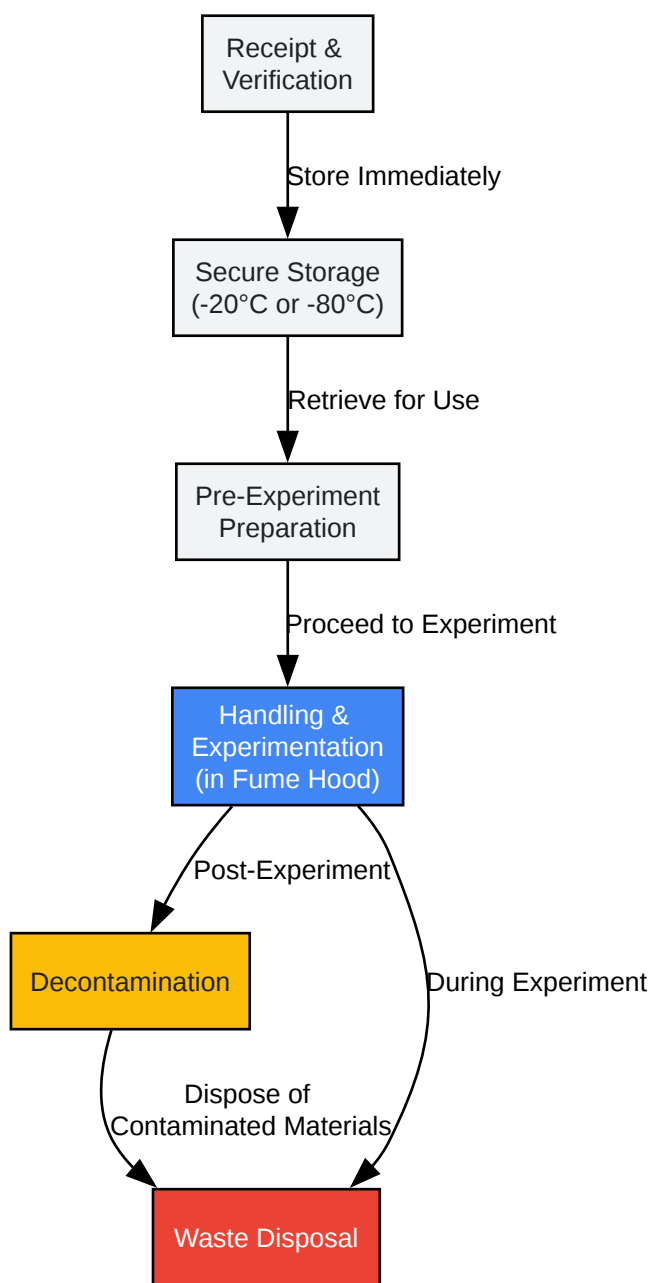 Receipt &
Verification
Store Immediately
Secure Storage
(-20°C or -80°C)
Retrieve for Use
Pre-Experiment
Preparation
Proceed to Experiment
Handling &
Experimentation
(in Fume Hood)
Post-Experiment
Decontamination
During Experiment
Dispose of
Contaminated Materials
Waste Disposal